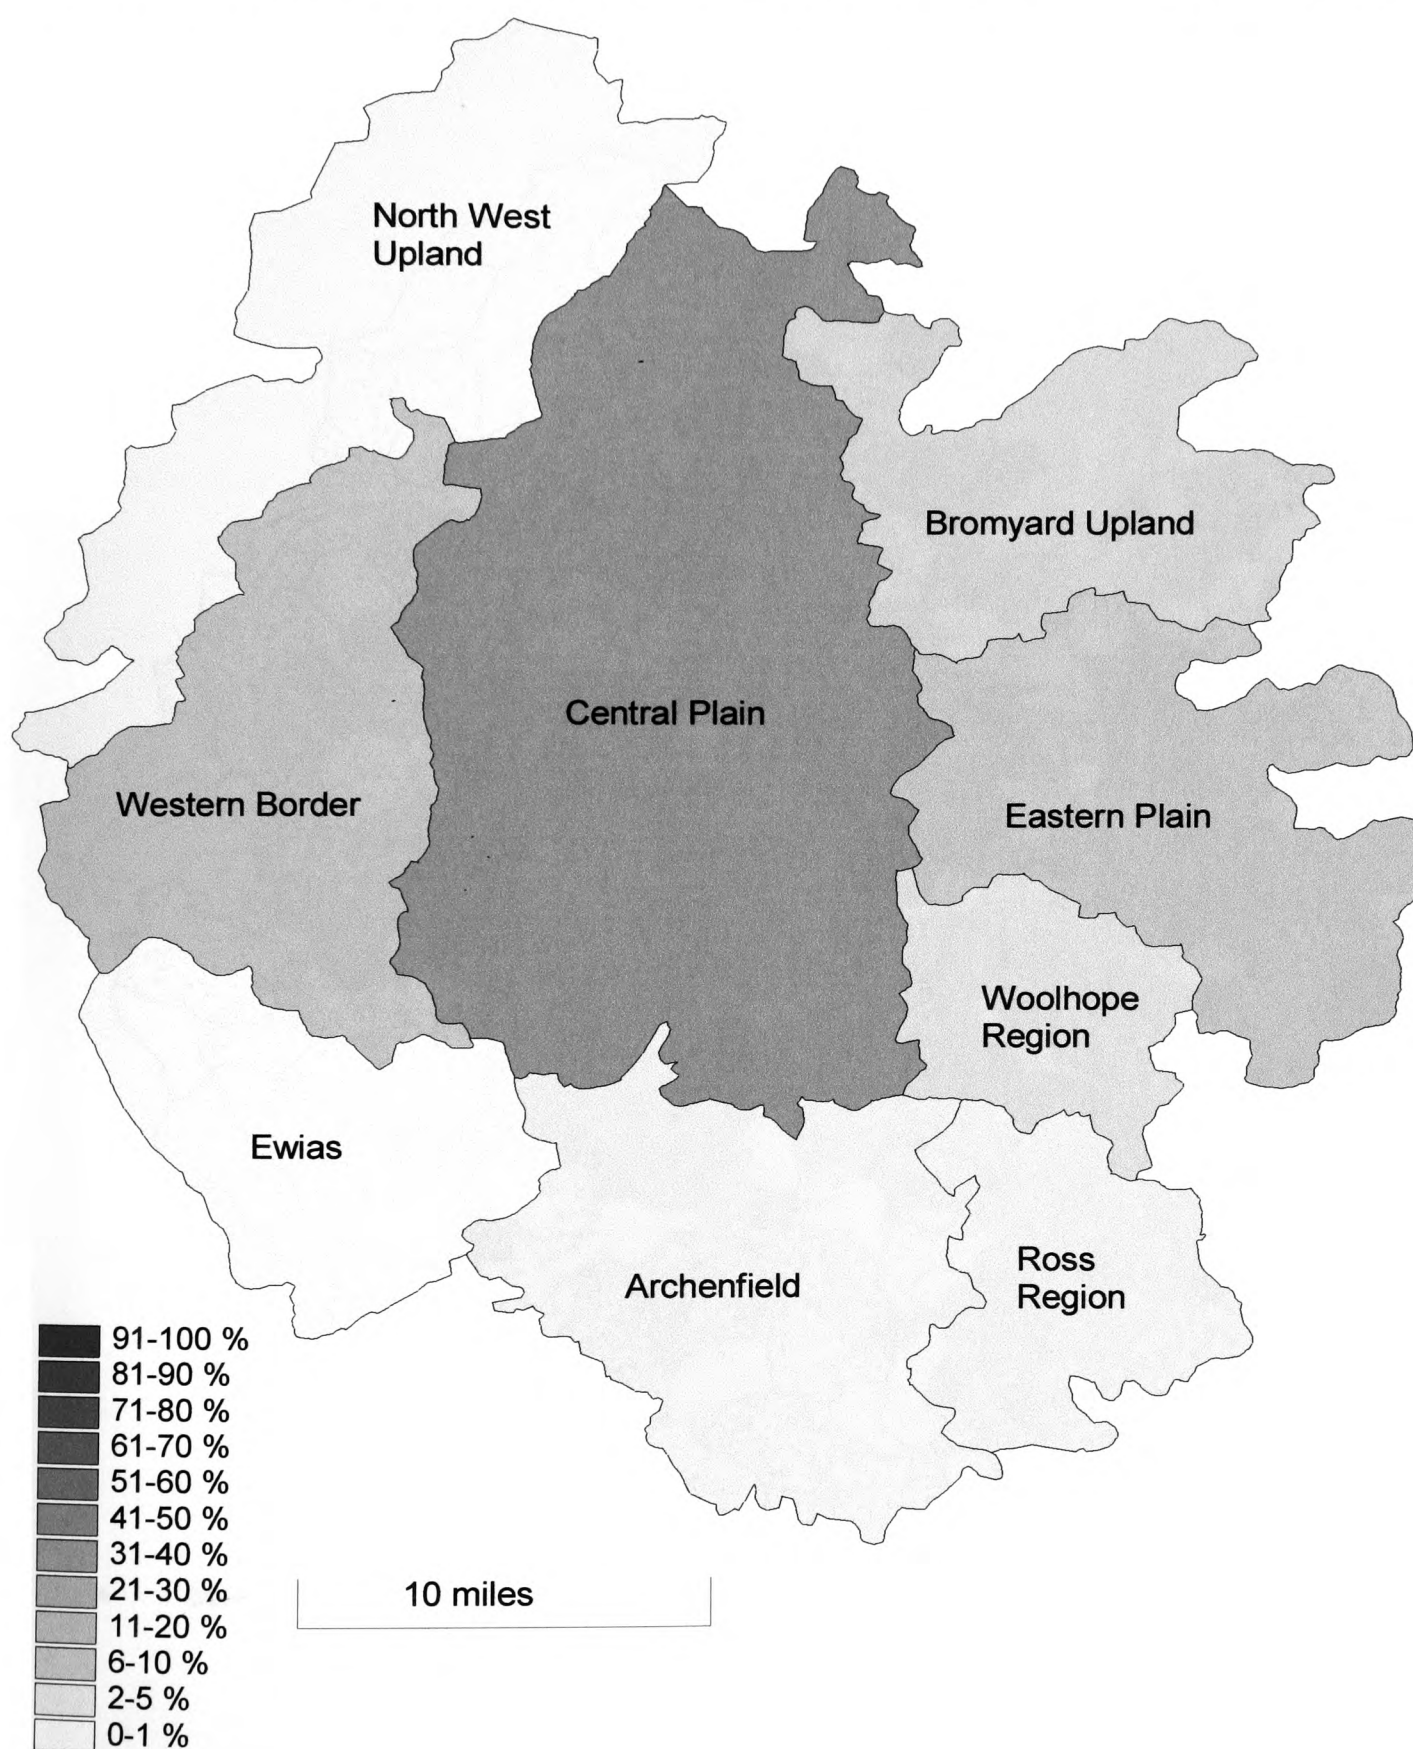 North West
Upland
Bromyard Upland
Central Plain
Western Border
Eastern Plain
Woolhope
Region
Ewias
Archenfield
Ross
Region
91-100 %
81-90 %
71-80 %
61-70 %
51-60 %
41-50 %
31-40 %
21-30 %
11-20 %
6-10 %
2-5 %
0-1 %
10 miles